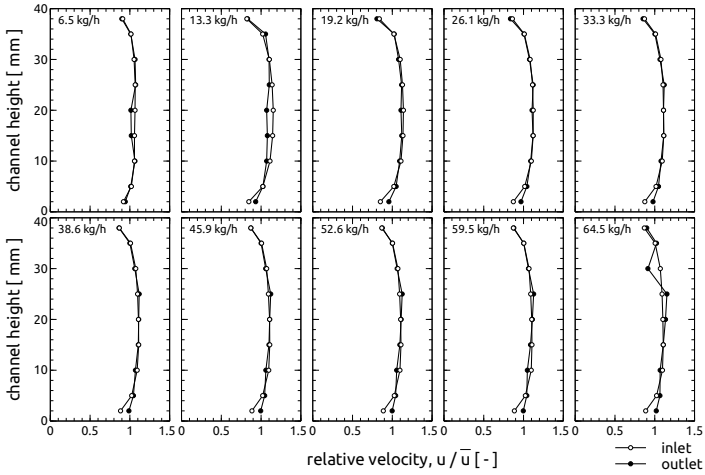 40
30
20
10
0
channel height [ mm ]
6.5 kg/h
13.3 kg/h
19.2 kg/h
26.1 kg/h
33.3 kg/h
40
30
20
10
0
channel height [ mm ]
38.6 kg/h
45.9 kg/h
52.6 kg/h
59.5 kg/h
64.5 kg/h
0 0.5 1 1.5 0 0.5 1 1.5 0 0.5 1 1.5 0 0.5 1 1.5 0 0.5 1 1.5
relative velocity, u / u̅ [ - ]
inlet
outlet